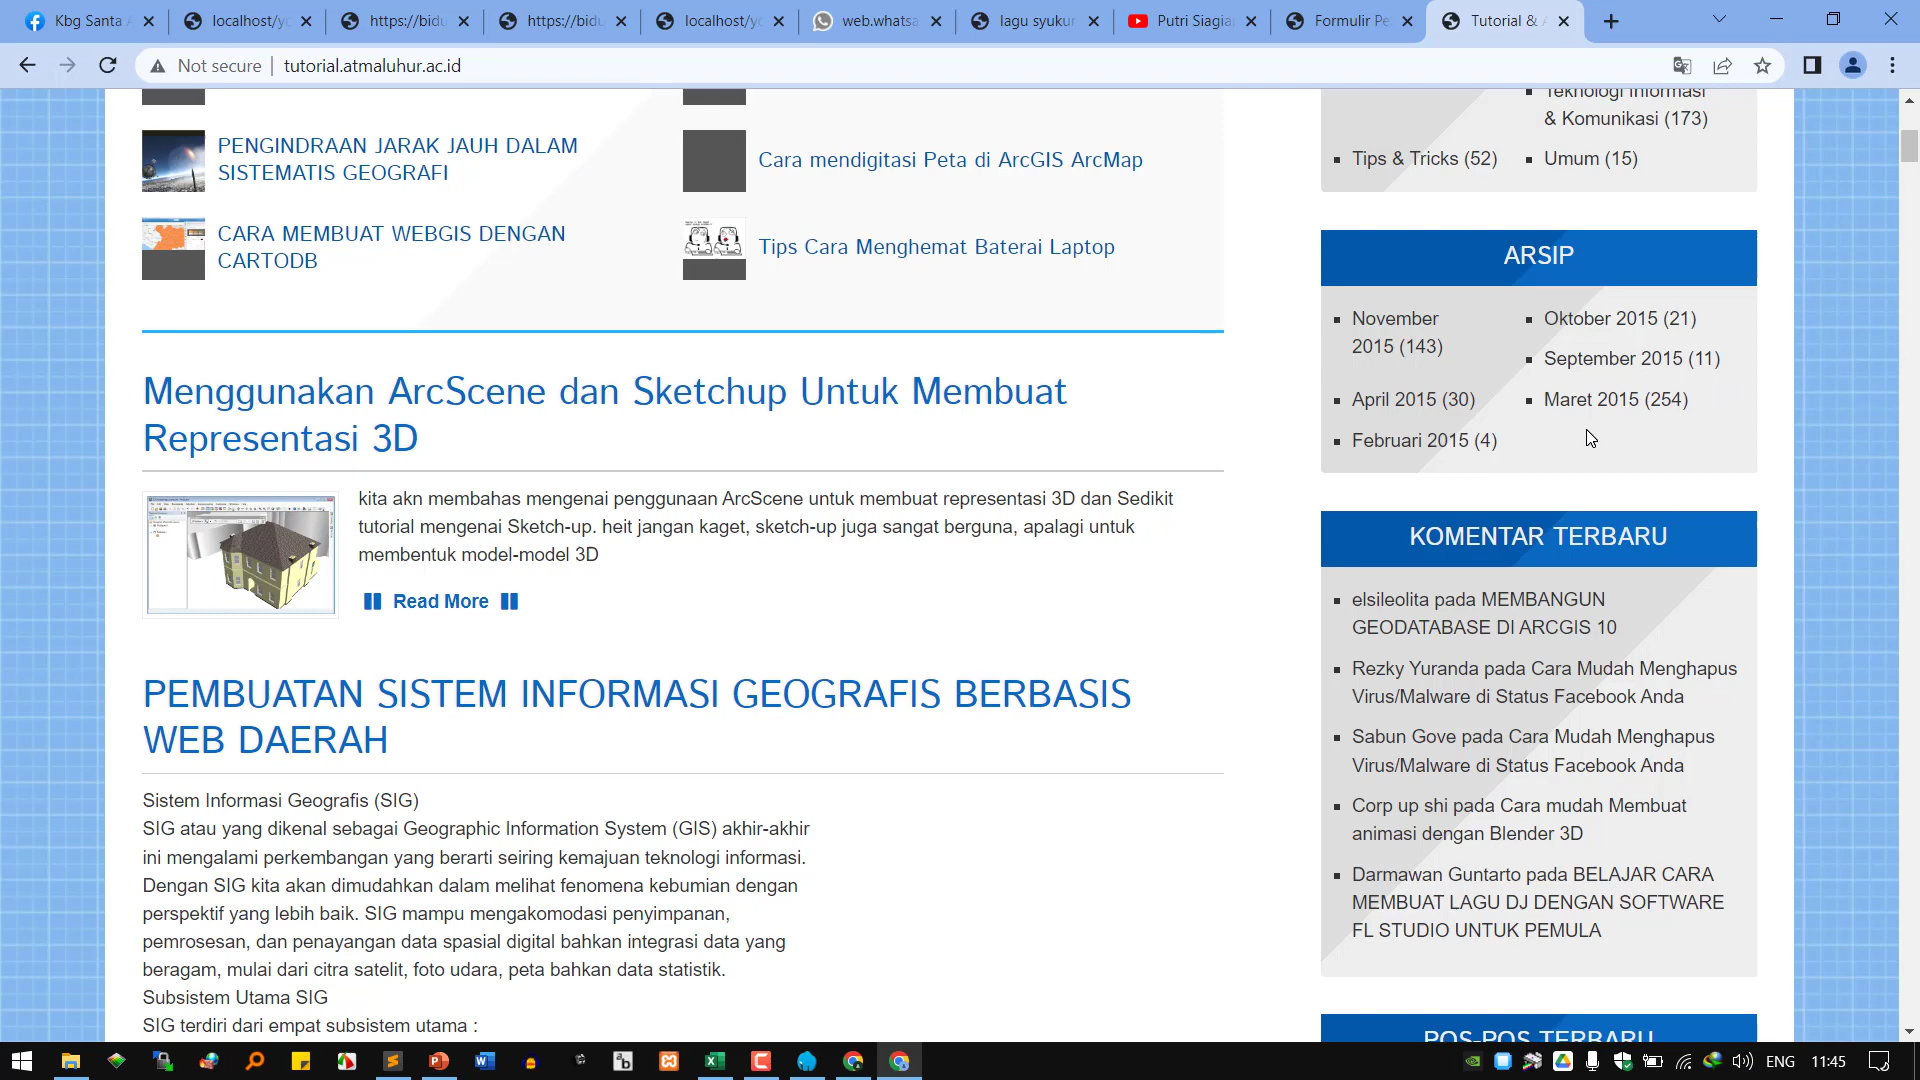 Kbg Santa A
localhost/yo
https://bidu
https://bidu
localhost/yo
web.whatsa
lagu syukur
Putri Siagia
Formulir Pe
Tutorial & A
Not secure
tutorial.atmaluhur.ac.id
PENGINDRAAN JARAK JAUH DALAM
SISTEMATIS GEOGRAFI
Cara mendigitasi Peta di ArcGIS ArcMap
CARA MEMBUAT WEBGIS DENGAN
CARTODB
Tips Cara Menghemat Baterai Laptop
Menggunakan ArcScene dan Sketchup Untuk Membuat
Representasi 3D
kita akn membahas mengenai penggunaan ArcScene untuk membuat representasi 3D dan Sedikit
tutorial mengenai Sketch-up. heit jangan kaget, sketch-up juga sangat berguna, apalagi untuk
membentuk model-model 3D
Read More
PEMBUATAN SISTEM INFORMASI GEOGRAFIS BERBASIS
WEB DAERAH
Sistem Informasi Geografis (SIG)
SIG atau yang dikenal sebagai Geographic Information System (GIS) akhir-akhir
ini mengalami perkembangan yang berarti seiring kemajuan teknologi informasi.
Dengan SIG kita akan dimudahkan dalam melihat fenomena kebumian dengan
perspektif yang lebih baik. SIG mampu mengakomodasi penyimpanan,
pemrosesan, dan penayangan data spasial digital bahkan integrasi data yang
beragam, mulai dari citra satelit, foto udara, peta bahkan data statistik.
Subsistem Utama SIG
SIG terdiri dari empat subsistem utama :
Teknologi Informasi
& Komunikasi (173)
Tips & Tricks (52)
Umum (15)
ARSIP
November
2015 (143)
Oktober 2015 (21)
September 2015 (11)
April 2015 (30)
Maret 2015 (254)
Februari 2015 (4)
KOMENTAR TERBARU
elsileolita pada MEMBANGUN
GEODATABASE DI ARCGIS 10
Rezky Yuranda pada Cara Mudah Menghapus
Virus/Malware di Status Facebook Anda
Sabun Gove pada Cara Mudah Menghapus
Virus/Malware di Status Facebook Anda
Corp up shi pada Cara mudah Membuat
animasi dengan Blender 3D
Darmawan Guntarto pada BELAJAR CARA
MEMBUAT LAGU DJ DENGAN SOFTWARE
FL STUDIO UNTUK PEMULA
POS-POS TERBARU
ENG
11:45